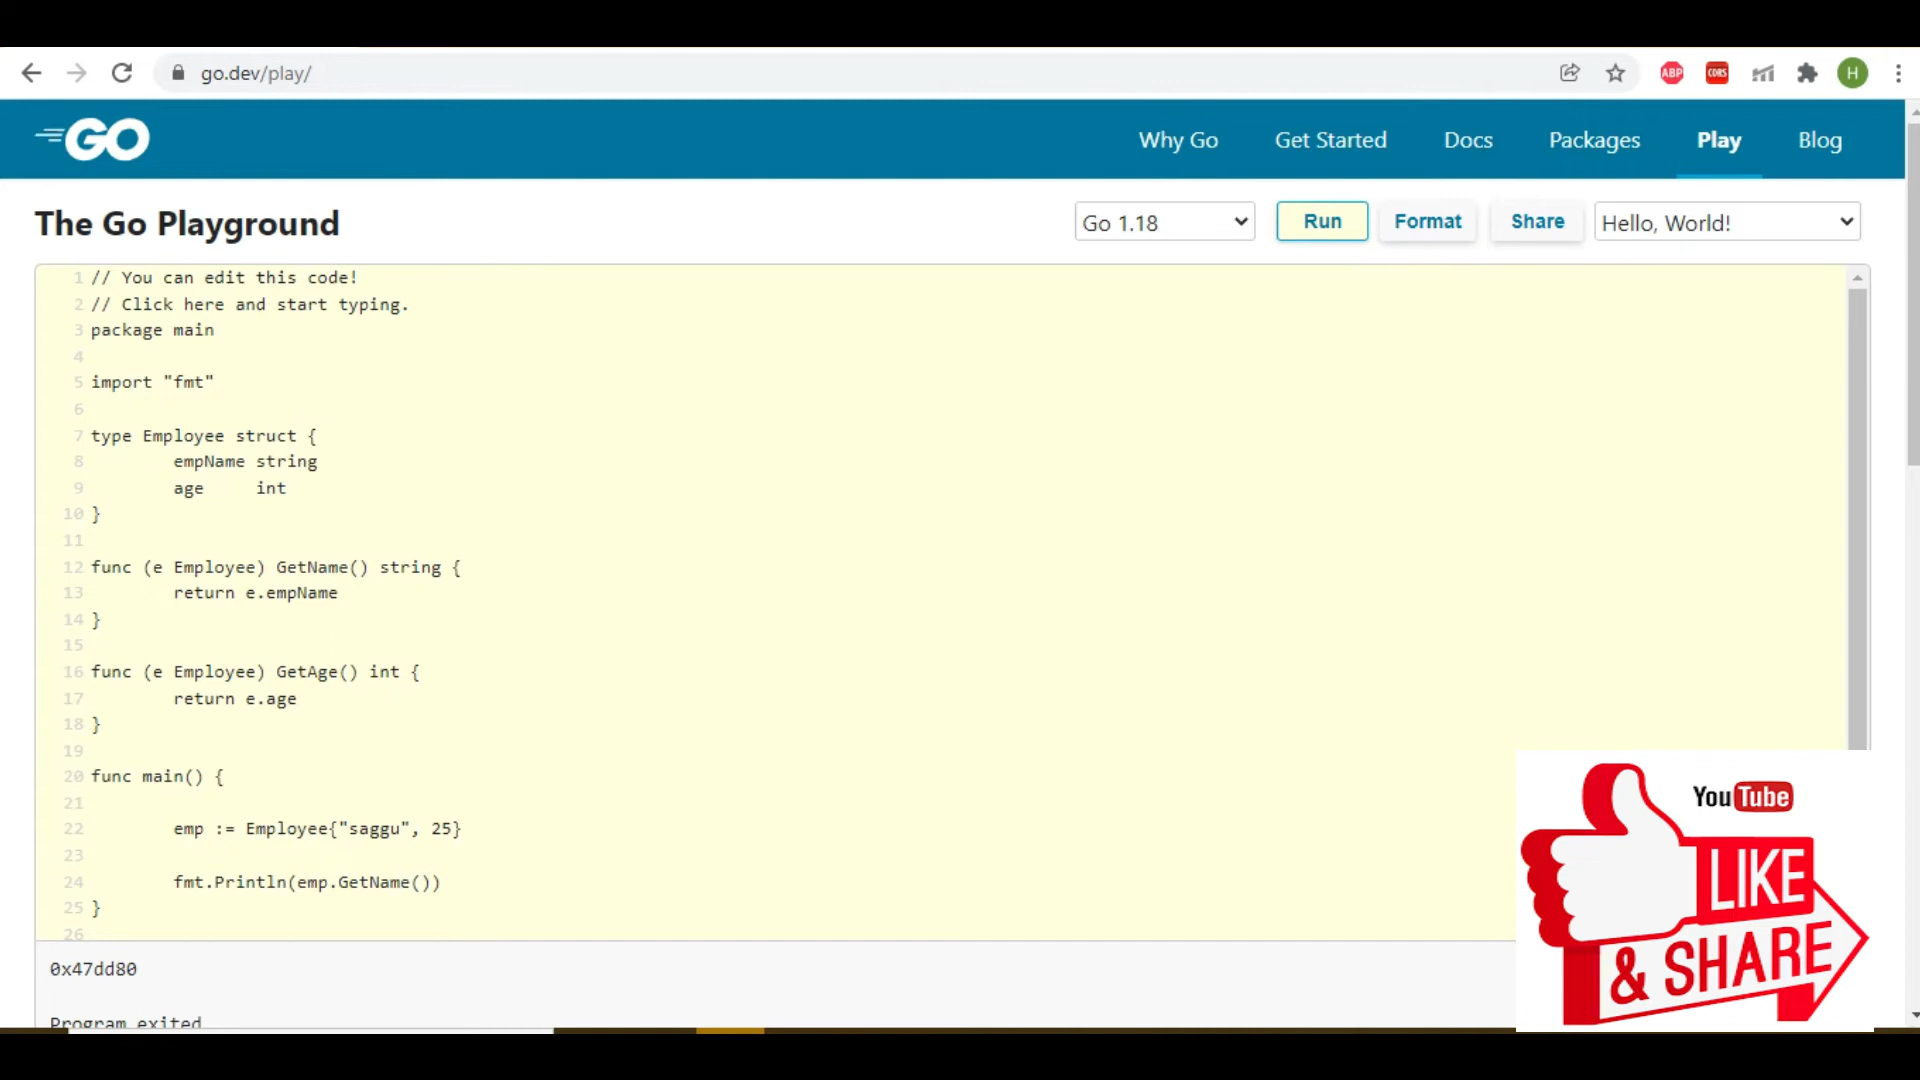 go.dev/play/
ABP
CORS
H
GO
Why Go
Get Started
Docs
Packages
Play
Blog
The Go Playground
Go 1.18
Run
Format
Share
Hello, World!
1 // You can edit this code!
2 // Click here and start typing.
3 package main
4
5 import "fmt"
6
7 type Employee struct {
8 empName string
9 age int
10 }
11
12 func (e Employee) GetName() string {
13 return e.empName
14 }
15
16 func (e Employee) GetAge() int {
17 return e.age
18 }
19
20 func main() {
21
22 emp := Employee{"saggu", 25}
23
24 fmt.Println(emp.GetName())
25 }
26
0x47dd80
Program exited
YouTube
LIKE
& SHARE